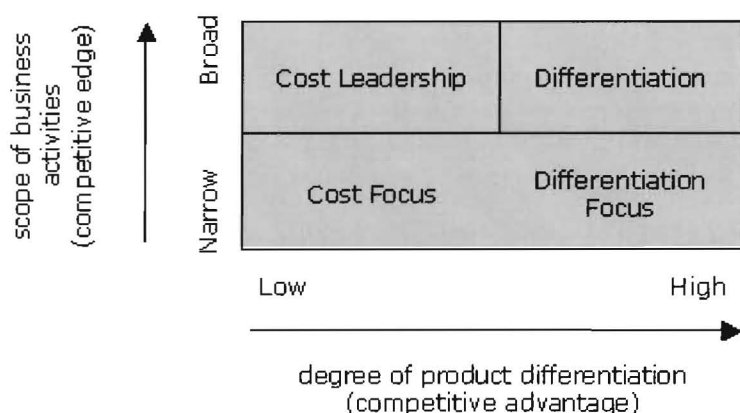 scope of business
activities
(competitive edge)
Broad
Narrow
Cost Leadership
Differentiation
Cost Focus
Differentiation
Focus
Low
High
degree of product differentiation
(competitive advantage)